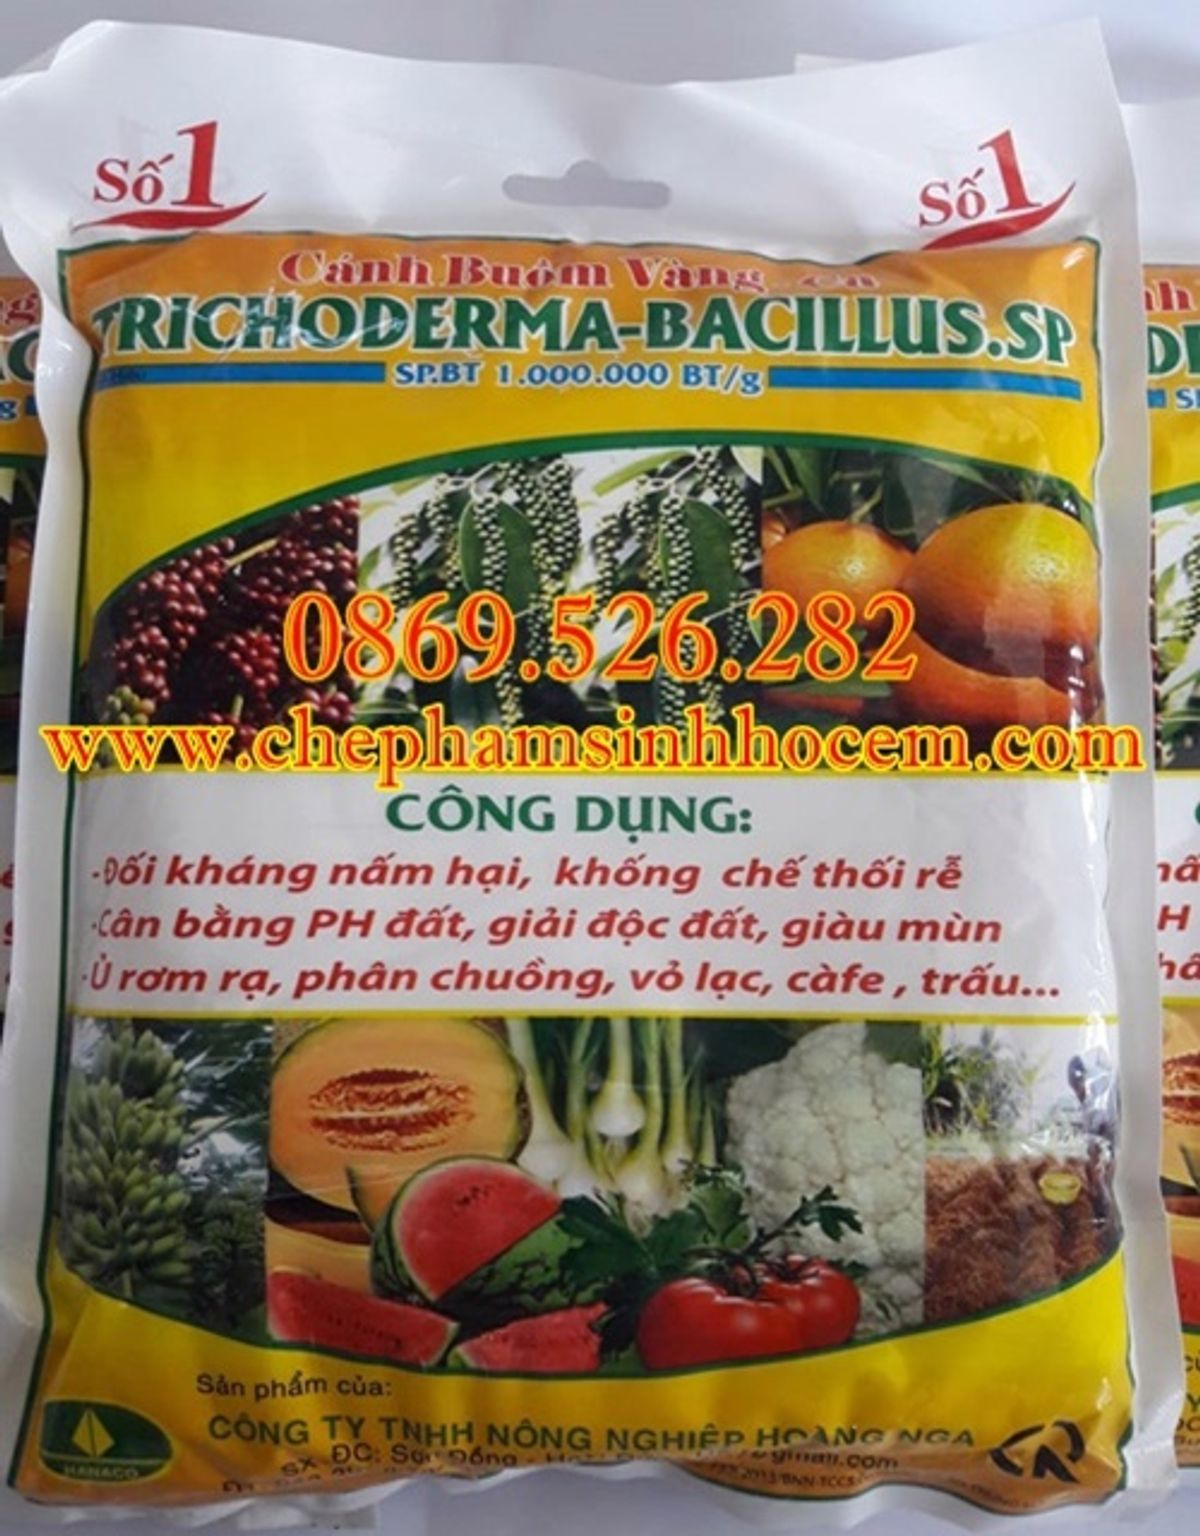 Số 1
Số 1
Cánh Buồm Vàng
TRICHODERMA-BACILLUS.SP
SP.BT 1.000.000 BT/g
0869.526.282
www.chephamsinhhocem.com
CÔNG DỤNG:
-Đối kháng nấm hại, khống chế thối rễ
-Cân bằng PH đất, giải độc đất, giàu mùn
-Ủ rơm rạ, phân chuồng, vỏ lạc, càfe , trấu...
Sản phẩm của:
CÔNG TY TNHH NÔNG NGHIỆP HOÀNG NGA
HANACO
SX ĐC: